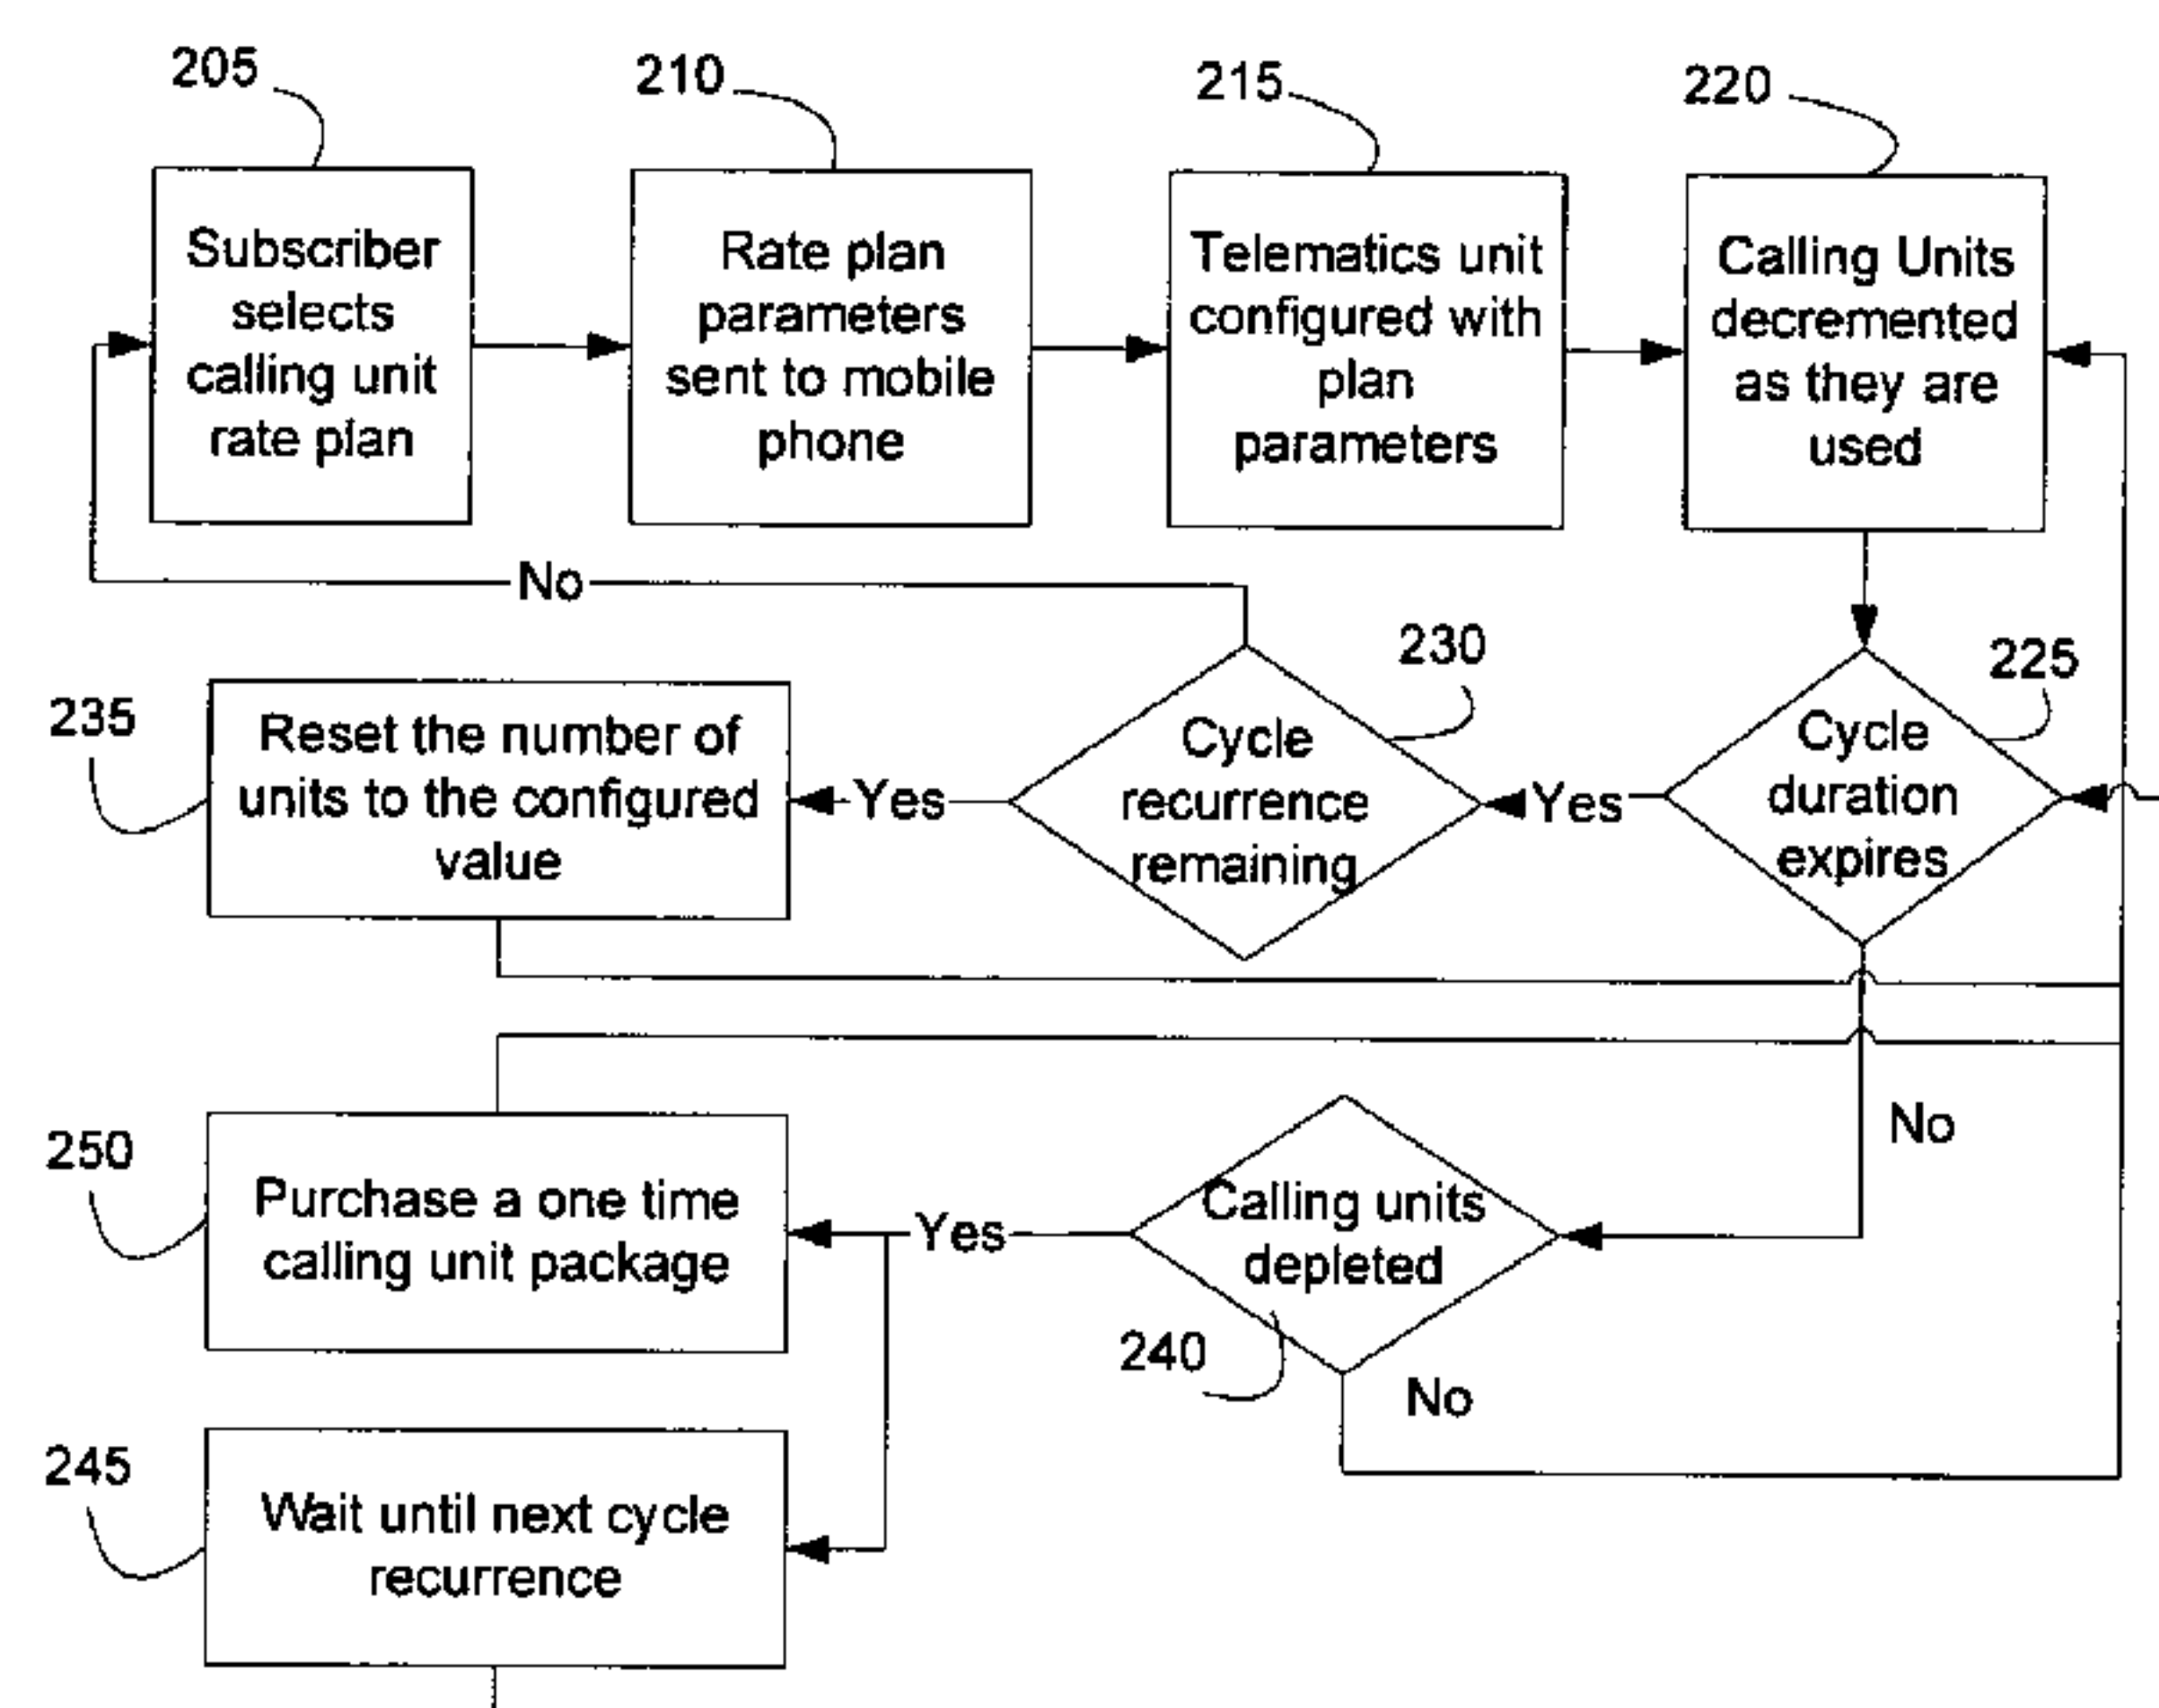 205
210
215
220
Subscriber
selects
calling unit
rate plan
Rate plan
parameters
sent to mobile
phone
Telematics unit
configured with
plan
parameters
Calling Units
decremented
as they are
used
No
230
225
235
Reset the number of
units to the configured
value
Yes
Cycle
recurrence
remaining
Yes
Cycle
duration
expires
No
250
Purchase a one time
calling unit package
Yes
Calling units
depleted
240
No
245
Wait until next cycle
recurrence